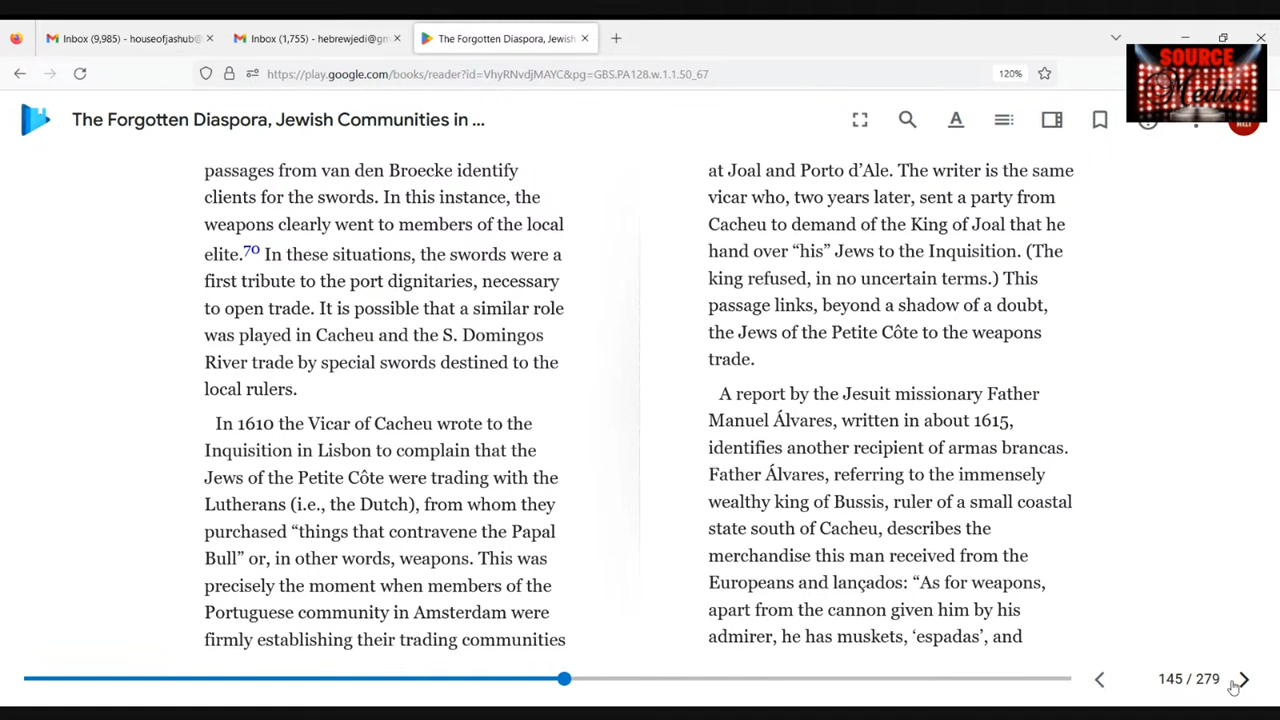 Inbox (9,985) - houseofjashub@
Inbox (1,755) - hebrewjedi@gm
The Forgotten Diaspora, Jewish
https://play.google.com/books/reader?id=VhyRNvdjMAYC&pg=GBS.PA128.w.1.1.50_67
120%
SOURCE
Media
The Forgotten Diaspora, Jewish Communities in ...
passages from van den Broecke identify
clients for the swords. In this instance, the
weapons clearly went to members of the local
elite.70 In these situations, the swords were a
first tribute to the port dignitaries, necessary
to open trade. It is possible that a similar role
was played in Cacheu and the S. Domingos
River trade by special swords destined to the
local rulers.
In 1610 the Vicar of Cacheu wrote to the
Inquisition in Lisbon to complain that the
Jews of the Petite Côte were trading with the
Lutherans (i.e., the Dutch), from whom they
purchased “things that contravene the Papal
Bull” or, in other words, weapons. This was
precisely the moment when members of the
Portuguese community in Amsterdam were
firmly establishing their trading communities
at Joal and Porto d’Ale. The writer is the same
vicar who, two years later, sent a party from
Cacheu to demand of the King of Joal that he
hand over “his” Jews to the Inquisition. (The
king refused, in no uncertain terms.) This
passage links, beyond a shadow of a doubt,
the Jews of the Petite Côte to the weapons
trade.
A report by the Jesuit missionary Father
Manuel Álvares, written in about 1615,
identifies another recipient of armas brancas.
Father Álvares, referring to the immensely
wealthy king of Bussis, ruler of a small coastal
state south of Cacheu, describes the
merchandise this man received from the
Europeans and lançados: “As for weapons,
apart from the cannon given him by his
admirer, he has muskets, ‘espadas’, and
145 / 279